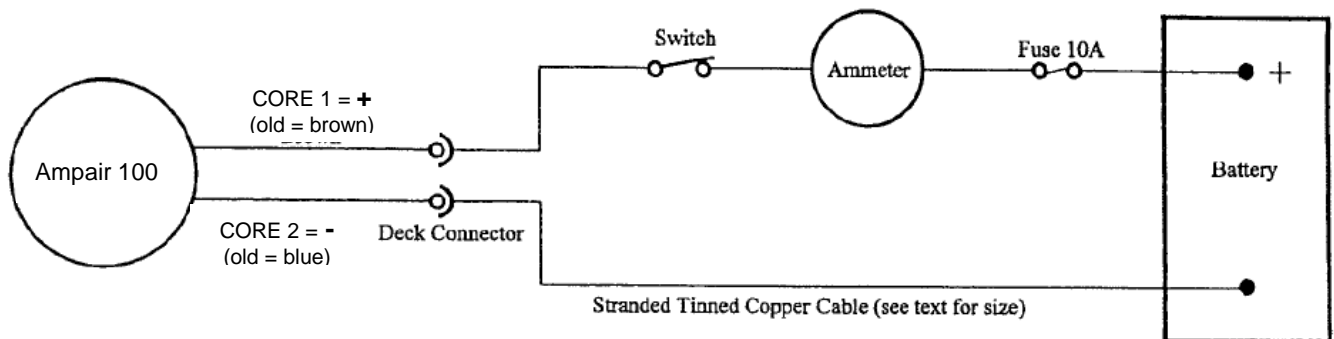 Switch
Fuse 10A
Ammeter
+
CORE 1 = +
(old = brown)
Ampair 100
Battery
CORE 2 = -
(old = blue)
Deck Connector
Stranded Tinned Copper Cable (see text for size)